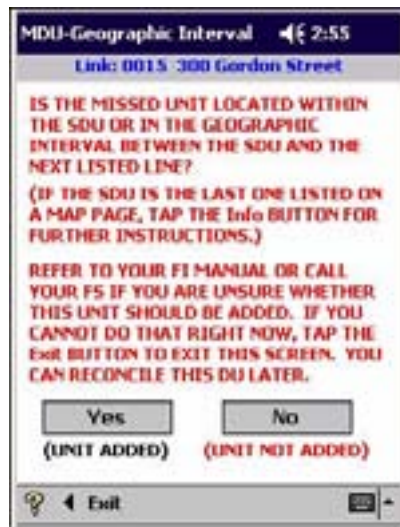 MDU-Geographic Interval 2:55
Link: 0015 300 Gordon Street
IS THE MISSED UNIT LOCATED WITHIN
THE SDU OR IN THE GEOGRAPHIC
INTERVAL BETWEEN THE SDU AND THE
NEXT LISTED LINE?
(IF THE SDU IS THE LAST ONE LISTED ON
A MAP PAGE, TAP THE Info BUTTON FOR
FURTHER INSTRUCTIONS.)
REFER TO YOUR FI MANUAL OR CALL
YOUR FS IF YOU ARE UNSURE WHETHER
THIS UNIT SHOULD BE ADDED. IF YOU
CANNOT DO THAT RIGHT NOW, TAP THE
Exit BUTTON TO EXIT THIS SCREEN. YOU
CAN RECONCILE THIS DU LATER.
Yes No
(UNIT ADDED) (UNIT NOT ADDED)
Exit